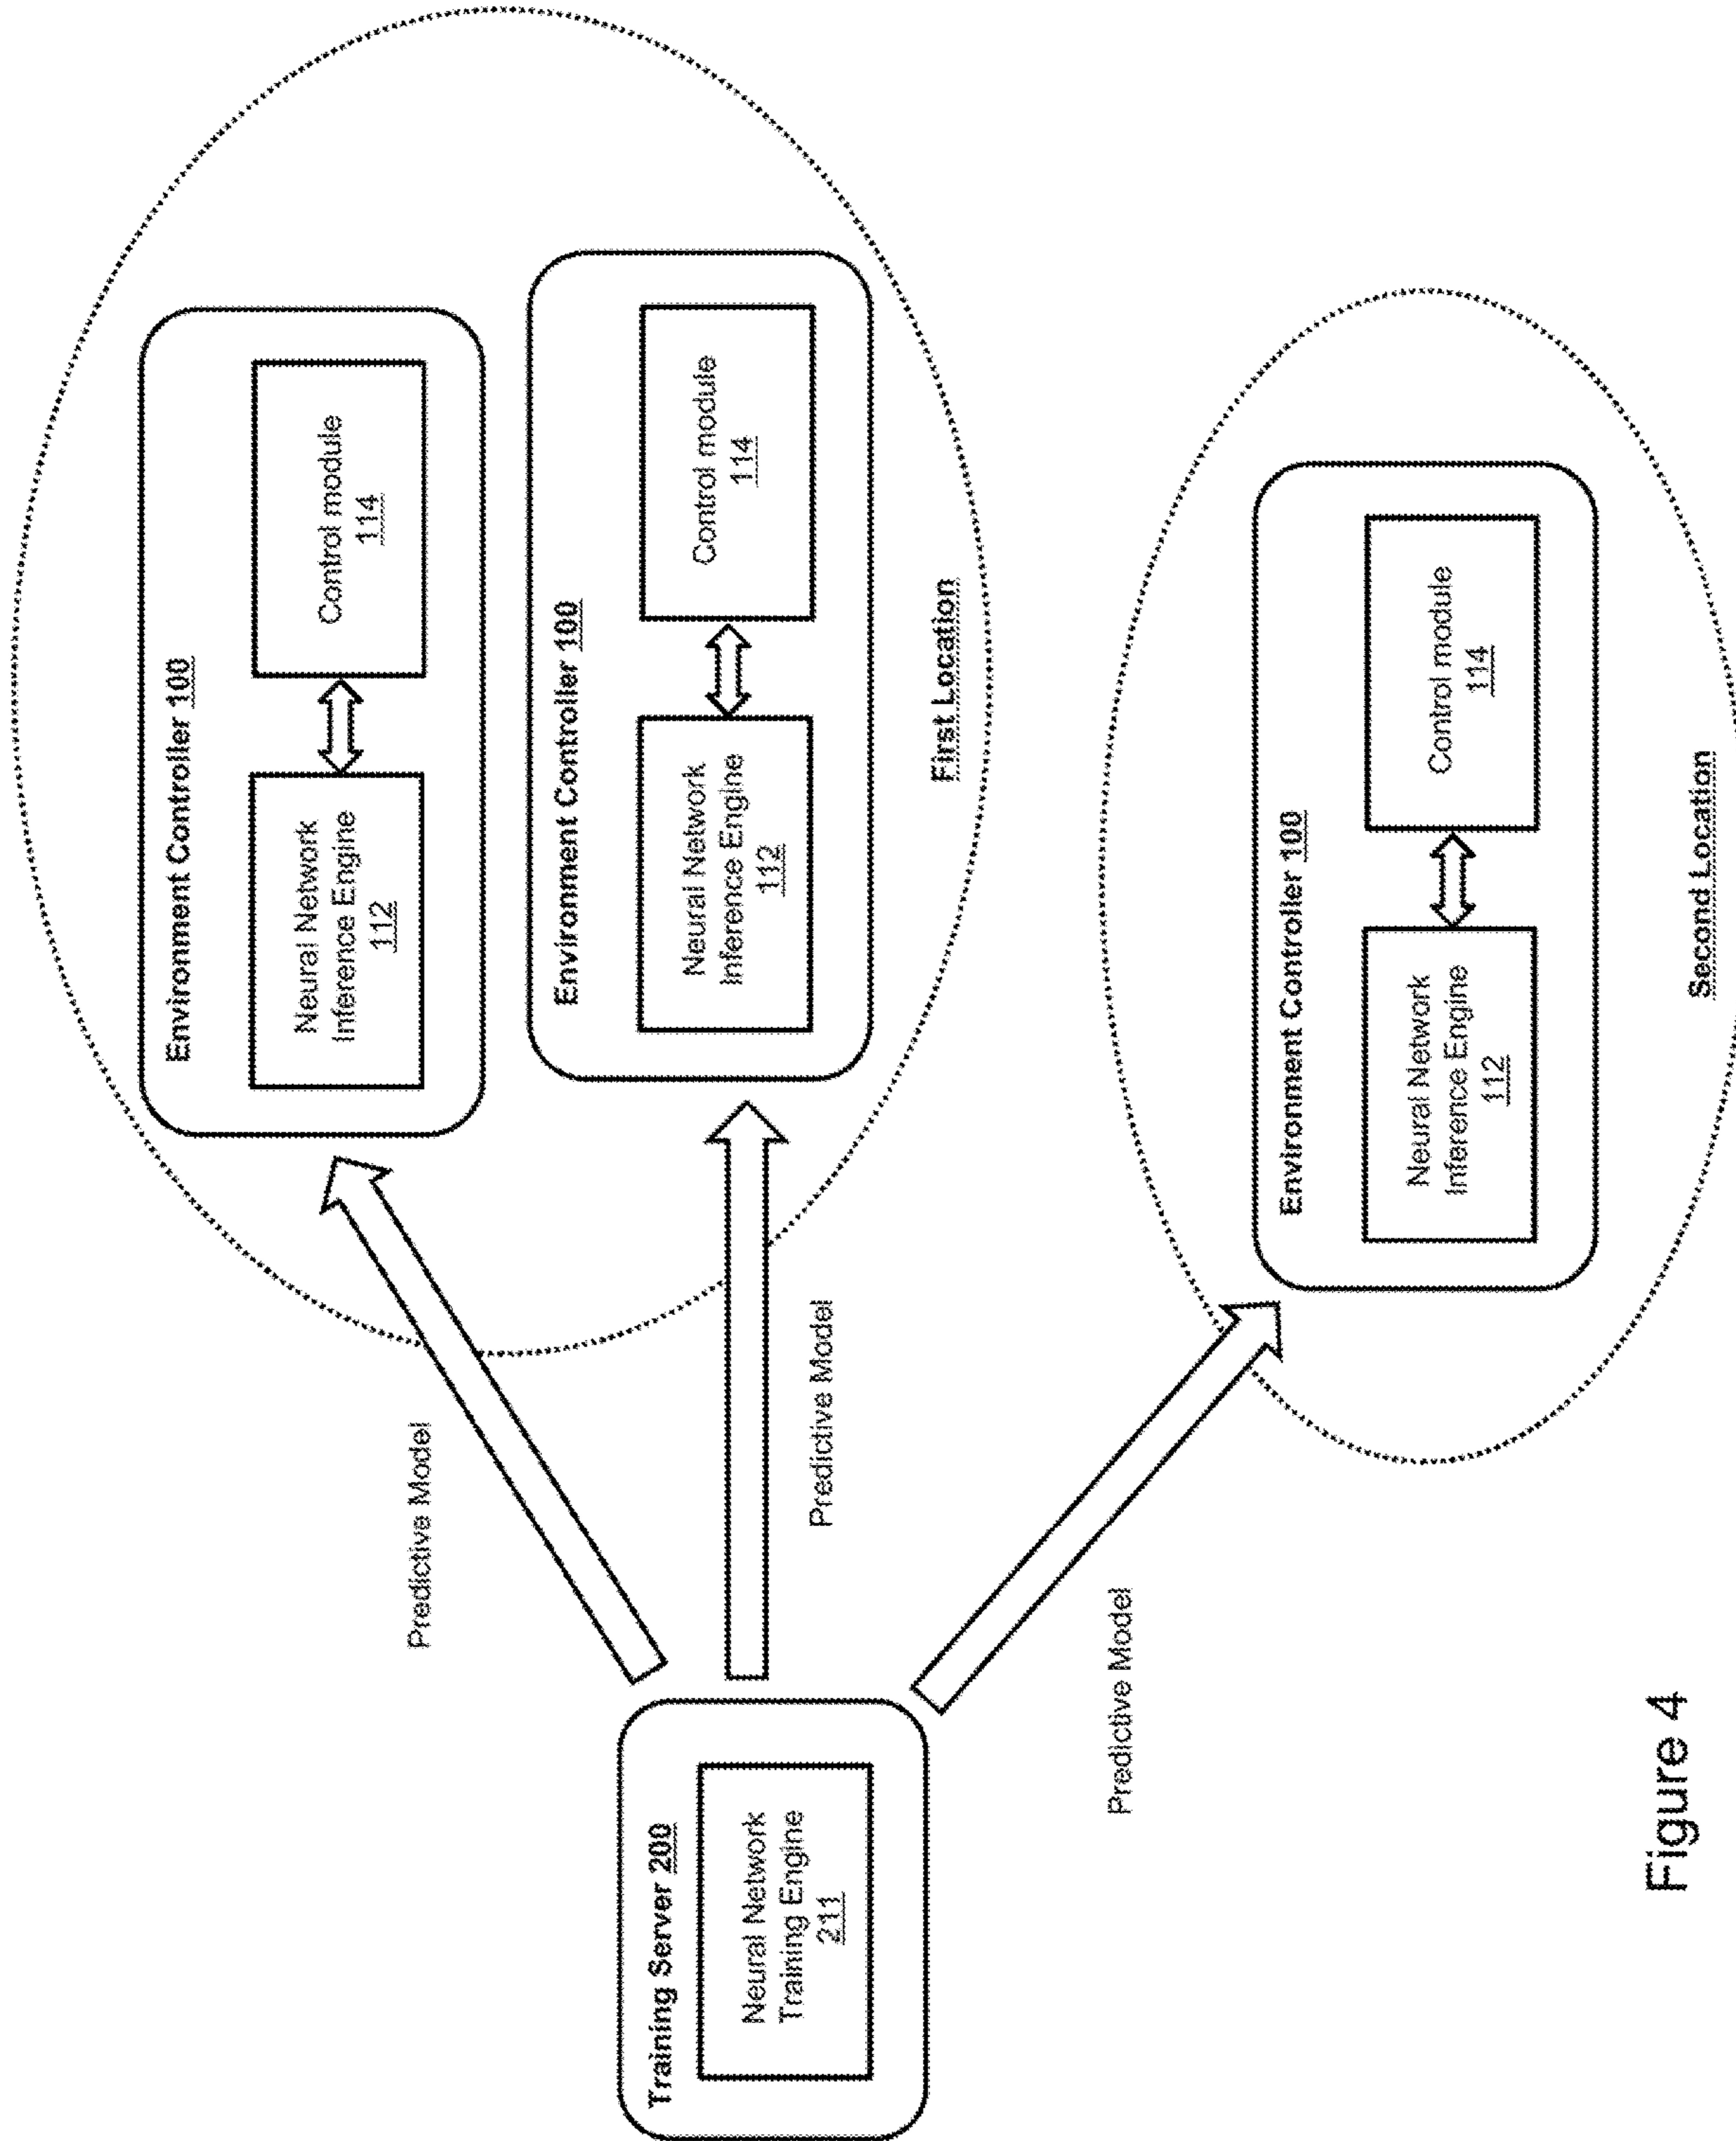 Training Server 200
Neural Network
Training Engine
211
Predictive Model
Predictive Model
Predictive Model
Environment Controller 100
Neural Network
Inference Engine
112
Control module
114
Environment Controller 100
Neural Network
Inference Engine
112
Control module
114
First Location
Environment Controller 100
Neural Network
Inference Engine
112
Control module
114
Second Location
Figure 4